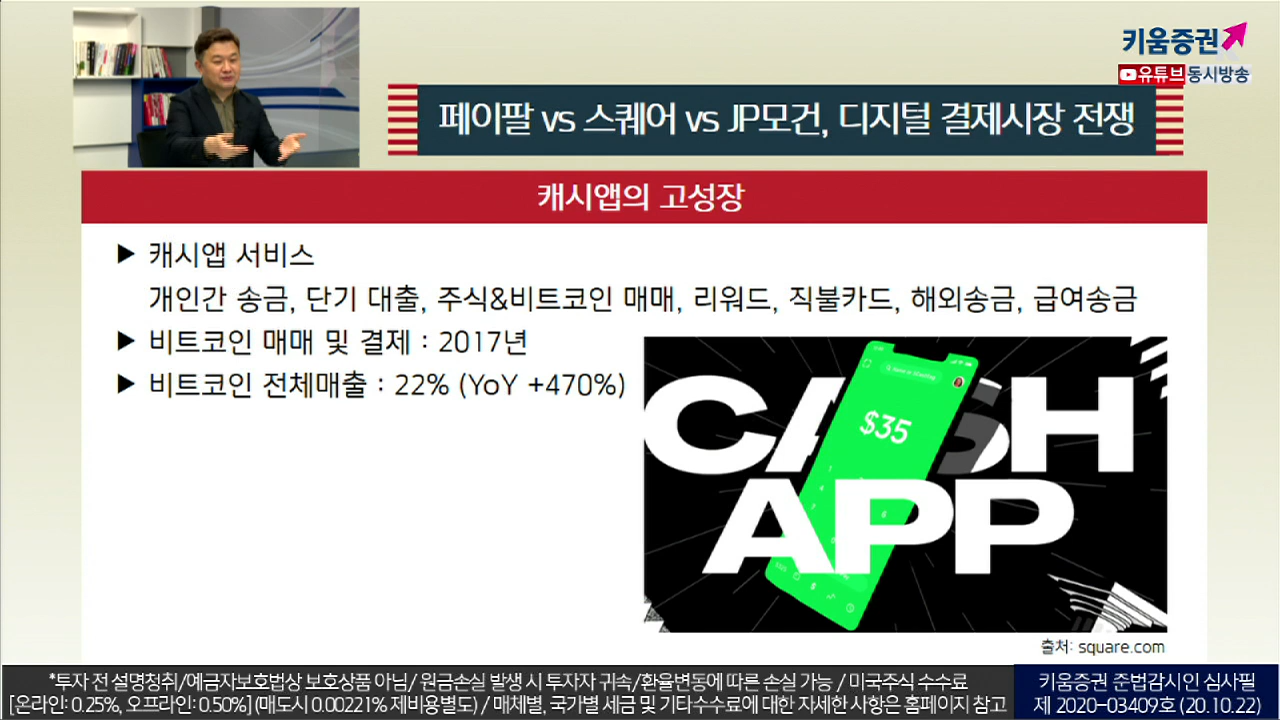 키움증권
유튜브 동시방송
페이팔 vs 스퀘어 vs JP모건, 디지털 결제시장 전쟁
캐시앱의 고성장
▶ 캐시앱 서비스
개인간 송금, 단기 대출, 주식&비트코인 매매, 리워드, 직불카드, 해외송금, 급여송금
▶ 비트코인 매매 및 결제 : 2017년
▶ 비트코인 전체매출 : 22% (YoY +470%)
$35
CASH
APP
출처: square.com
*투자 전 설명청취/예금자보호법상 보호상품 아님/ 원금손실 발생 시 투자자 귀속/환율변동에 따른 손실 가능 / 미국주식 수수료
[온라인: 0.25%, 오프라인: 0.50%] (매도시 0.00221% 제비용별도) / 매체별, 국가별 세금 및 기타수수료에 대한 자세한 사항은 홈페이지 참고
키움증권 준법감시인 심사필
제 2020-03409호 (20.10.22)